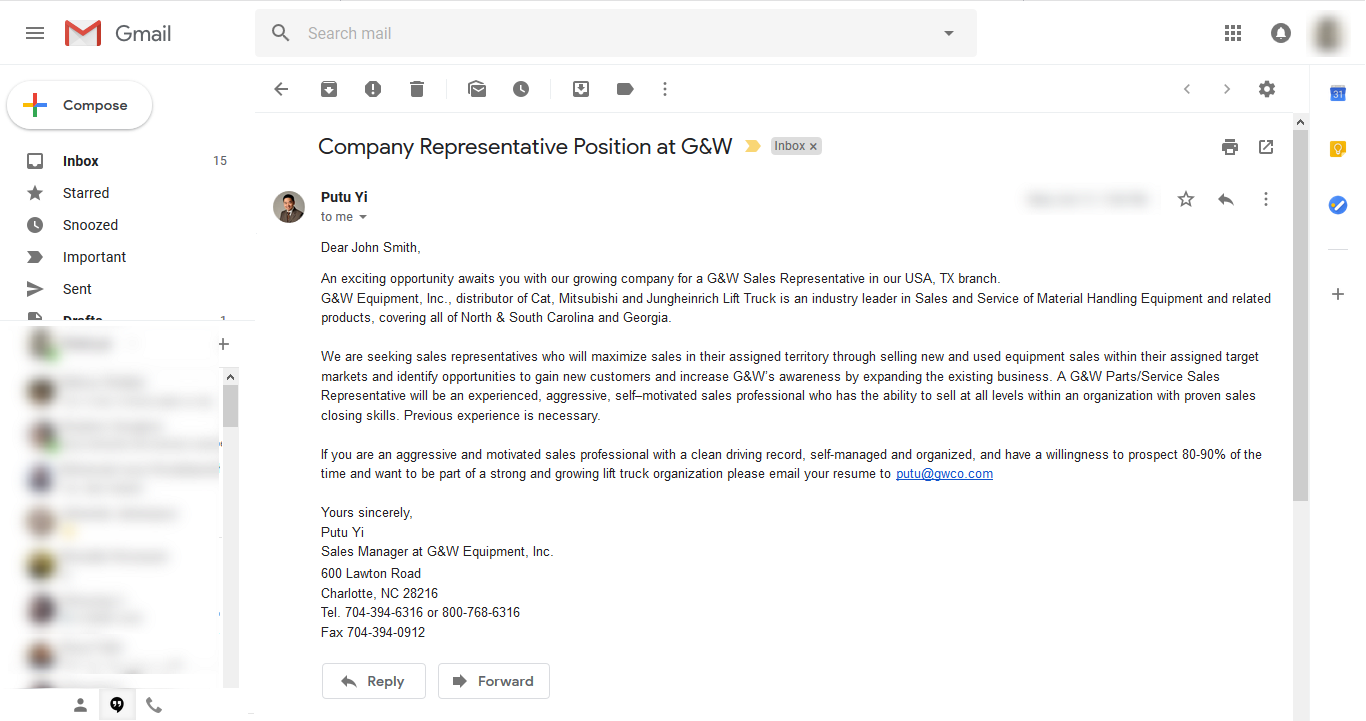 Gmail
Search mail
31
Compose
Inbox 15
Starred
Snoozed
Important
Sent
Drafts 1
Company Representative Position at G&W
Inbox x
Putu Yi
to me
Dear John Smith,
An exciting opportunity awaits you with our growing company for a G&W Sales Representative in our USA, TX branch.
G&W Equipment, Inc., distributor of Cat, Mitsubishi and Jungheinrich Lift Truck is an industry leader in Sales and Service of Material Handling Equipment and related
products, covering all of North & South Carolina and Georgia.
We are seeking sales representatives who will maximize sales in their assigned territory through selling new and used equipment sales within their assigned target
markets and identify opportunities to gain new customers and increase G&W's awareness by expanding the existing business. A G&W Parts/Service Sales
Representative will be an experienced, aggressive, self–motivated sales professional who has the ability to sell at all levels within an organization with proven sales
closing skills. Previous experience is necessary.
If you are an aggressive and motivated sales professional with a clean driving record, self-managed and organized, and have a willingness to prospect 80-90% of the
time and want to be part of a strong and growing lift truck organization please email your resume to putu@gwco.com
Yours sincerely,
Putu Yi
Sales Manager at G&W Equipment, Inc.
600 Lawton Road
Charlotte, NC 28216
Tel. 704-394-6316 or 800-768-6316
Fax 704-394-0912
Reply
Forward